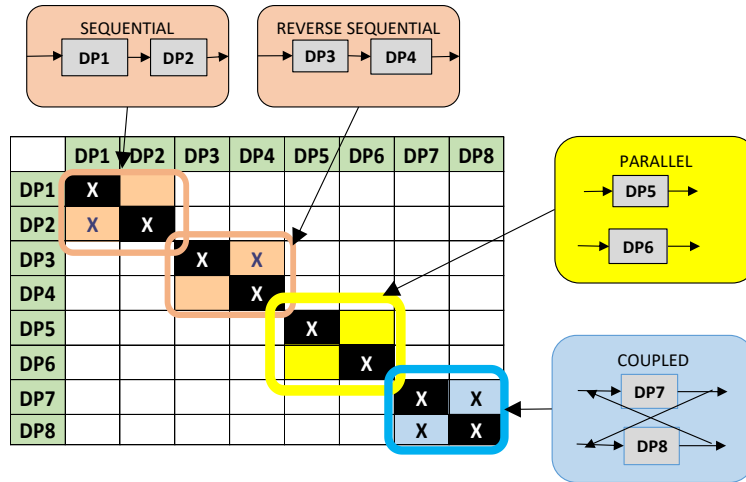 SEQUENTIAL
DP1 DP2
REVERSE SEQUENTIAL
DP3 DP4
DP1 DP2 DP3 DP4 DP5 DP6 DP7 DP8
DP1 X
DP2 X X
DP3 X X
DP4 X
DP5 X
DP6 X
DP7 X X
DP8 X X
PARALLEL
DP5
DP6
COUPLED
DP7
DP8